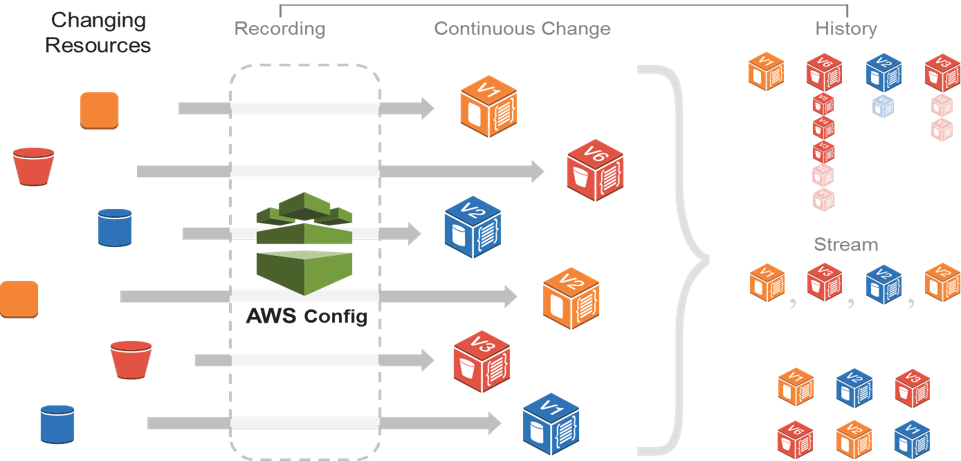 Changing
Resources
Recording
Continuous Change
History
V1
V6
V2
V3
V1
V6
V2
AWS Config
V2
V3
V1
Stream
V1
,
V3
,
V2
,
V2
V1
V2
V3
V6
V2
V1